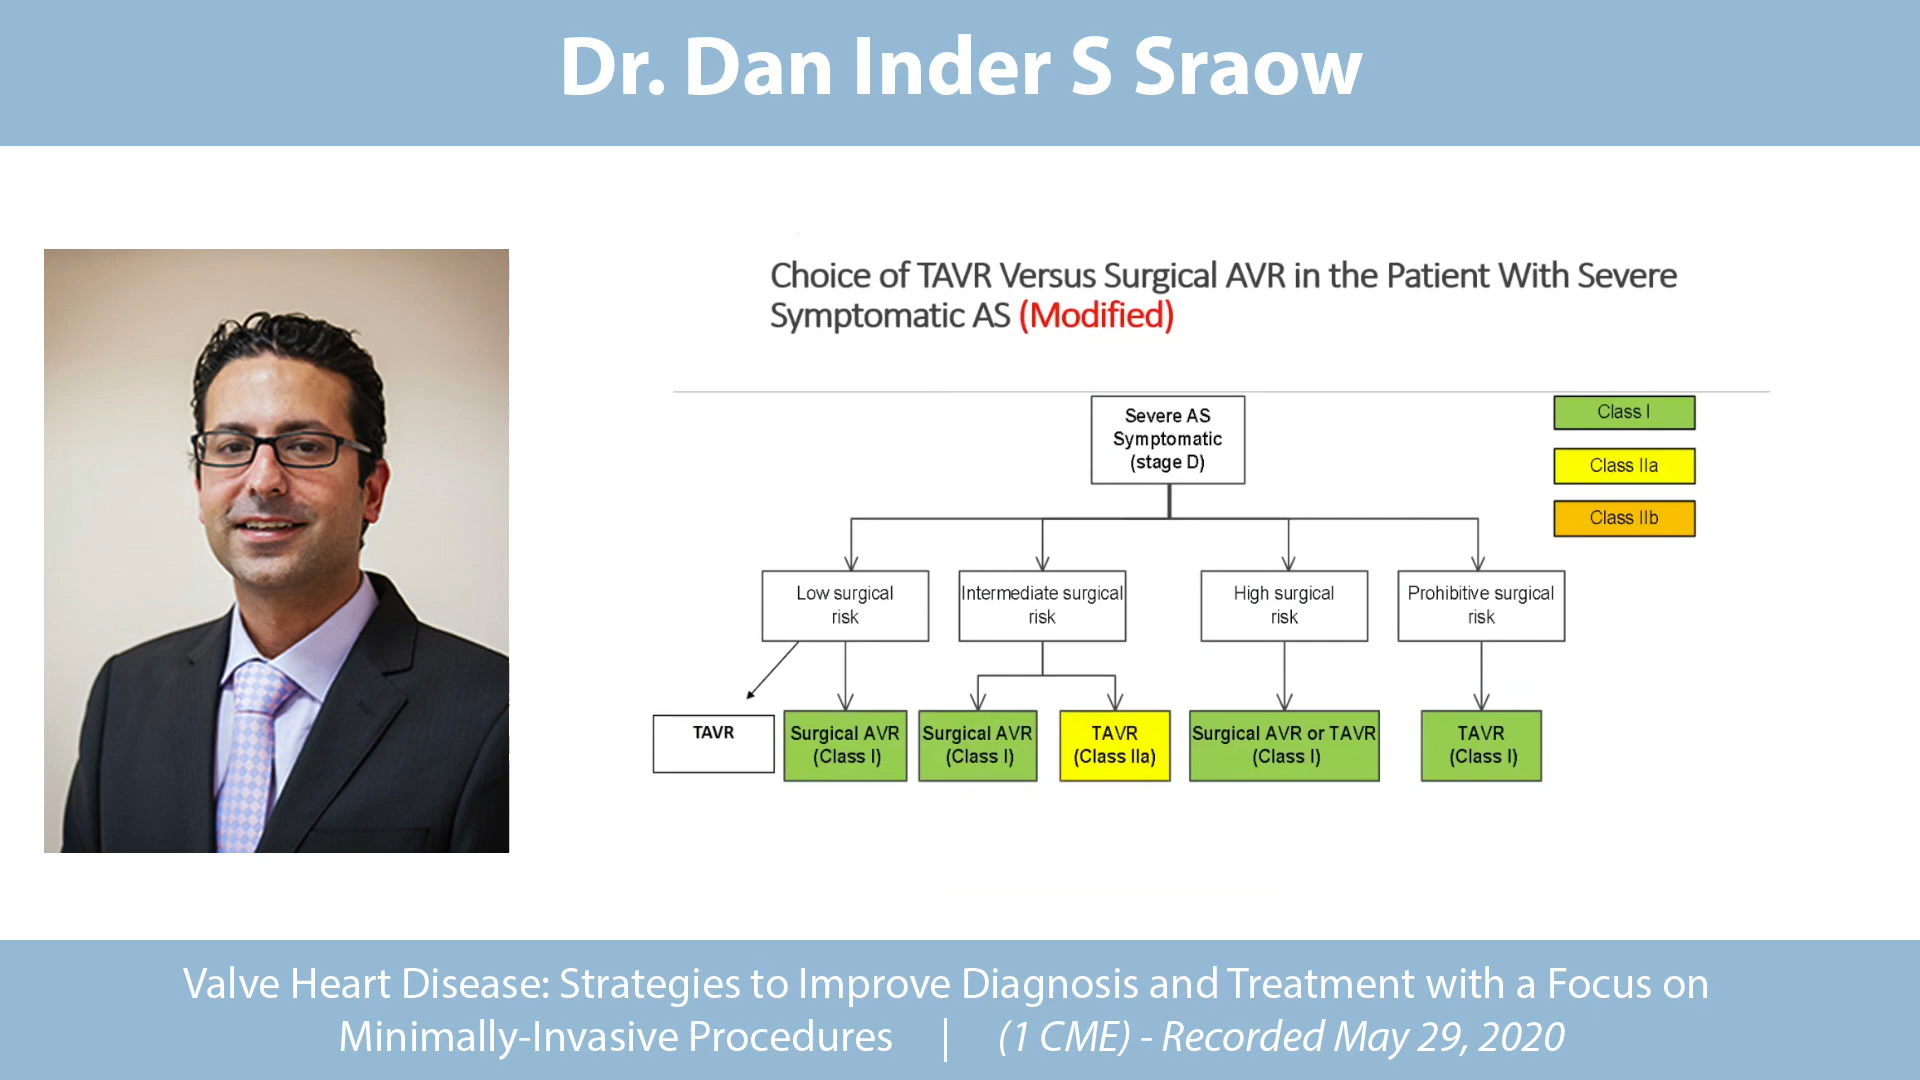 Dr. Dan Inder S Sraow
Choice of TAVR Versus Surgical AVR in the Patient With Severe
Symptomatic AS (Modified)
Severe AS
Symptomatic
(stage D)
Class I
Class IIa
Class IIb
Low surgical
risk
Intermediate surgical
risk
High surgical
risk
Prohibitive surgical
risk
TAVR
Surgical AVR
(Class I)
Surgical AVR
(Class I)
TAVR
(Class IIa)
Surgical AVR or TAVR
(Class I)
TAVR
(Class I)
Valve Heart Disease: Strategies to Improve Diagnosis and Treatment with a Focus on
Minimally-Invasive Procedures | (1 CME) - Recorded May 29, 2020